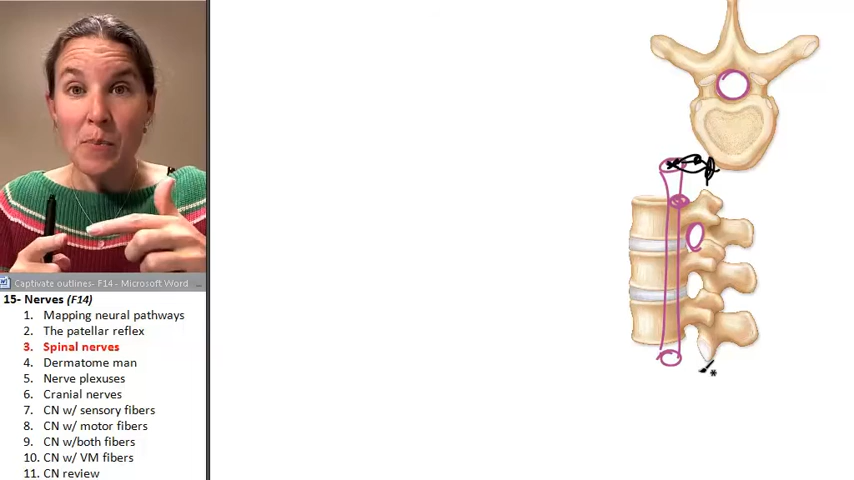 Captivate outlines- F14 - Microsoft Word
15- Nerves (F14)
1. Mapping neural pathways
2. The patellar reflex
3. Spinal nerves
4. Dermatome man
5. Nerve plexuses
6. Cranial nerves
7. CN w/ sensory fibers
8. CN w/ motor fibers
9. CN w/both fibers
10. CN w/ VM fibers
11. CN review